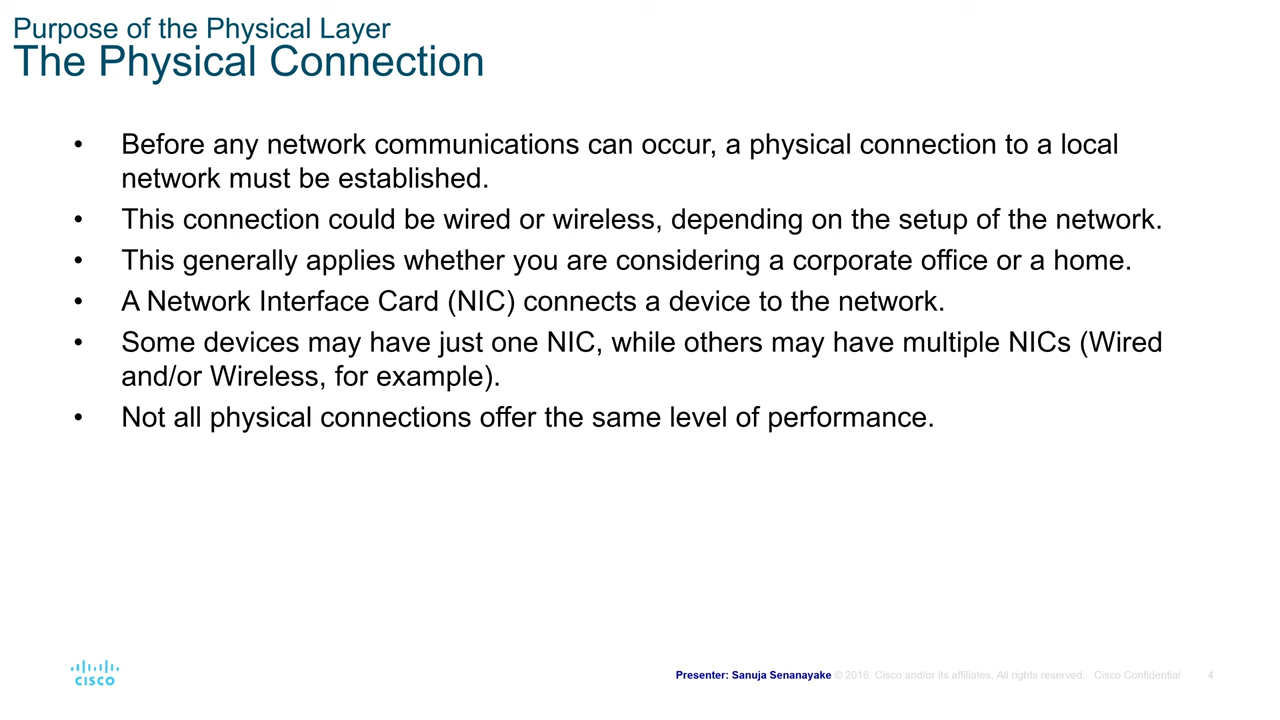 Purpose of the Physical Layer
The Physical Connection
• Before any network communications can occur, a physical connection to a local
network must be established.
• This connection could be wired or wireless, depending on the setup of the network.
• This generally applies whether you are considering a corporate office or a home.
• A Network Interface Card (NIC) connects a device to the network.
• Some devices may have just one NIC, while others may have multiple NICs (Wired
and/or Wireless, for example).
• Not all physical connections offer the same level of performance.
CISCO
Presenter: Sanuja Senanayake © 2016 Cisco and/or its affiliates. All rights reserved. Cisco Confidential 4